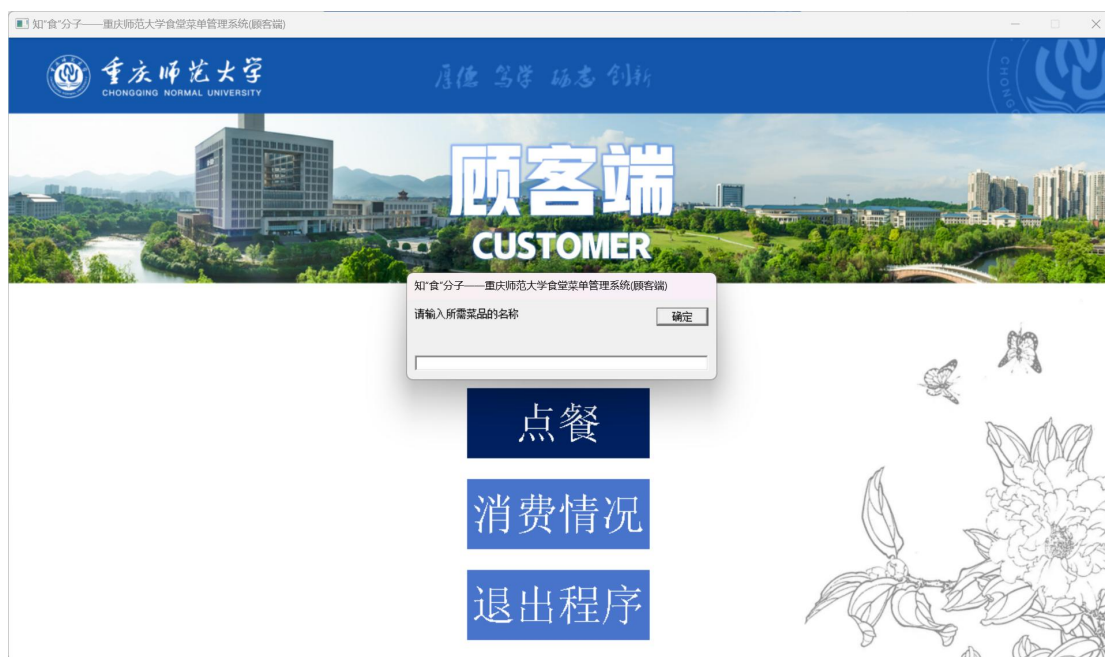 知"食"分子——重庆师范大学食堂菜单管理系统(顾客端)
重庆师范大学
CHONGQING NORMAL UNIVERSITY
厚德 笃学 砺志 创新
CHONGQ
顾客端
CUSTOMER
知"食"分子——重庆师范大学食堂菜单管理系统(顾客端)
请输入所需菜品的名称
确定
点餐
消费情况
退出程序